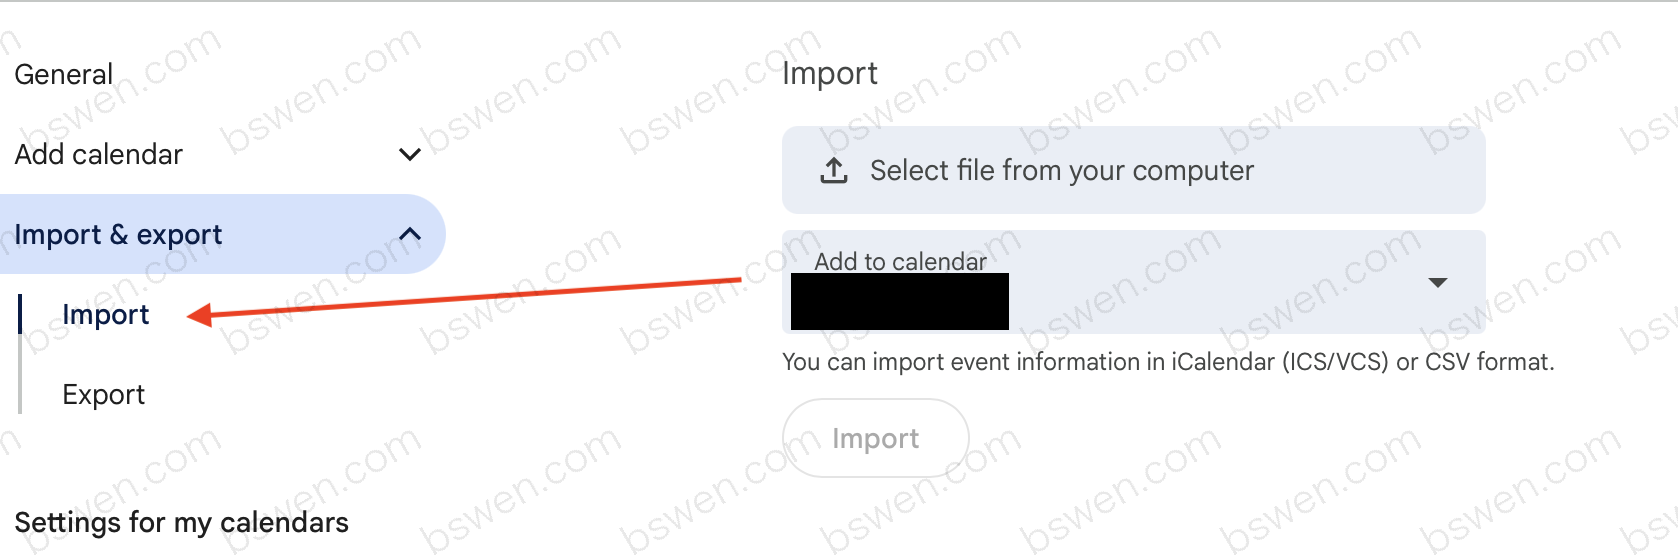 General
Add calendar
Import & export
Import
Export
Settings for my calendars
Import
Select file from your computer
Add to calendar
You can import event information in iCalendar (ICS/VCS) or CSV format.
Import
bswen.com